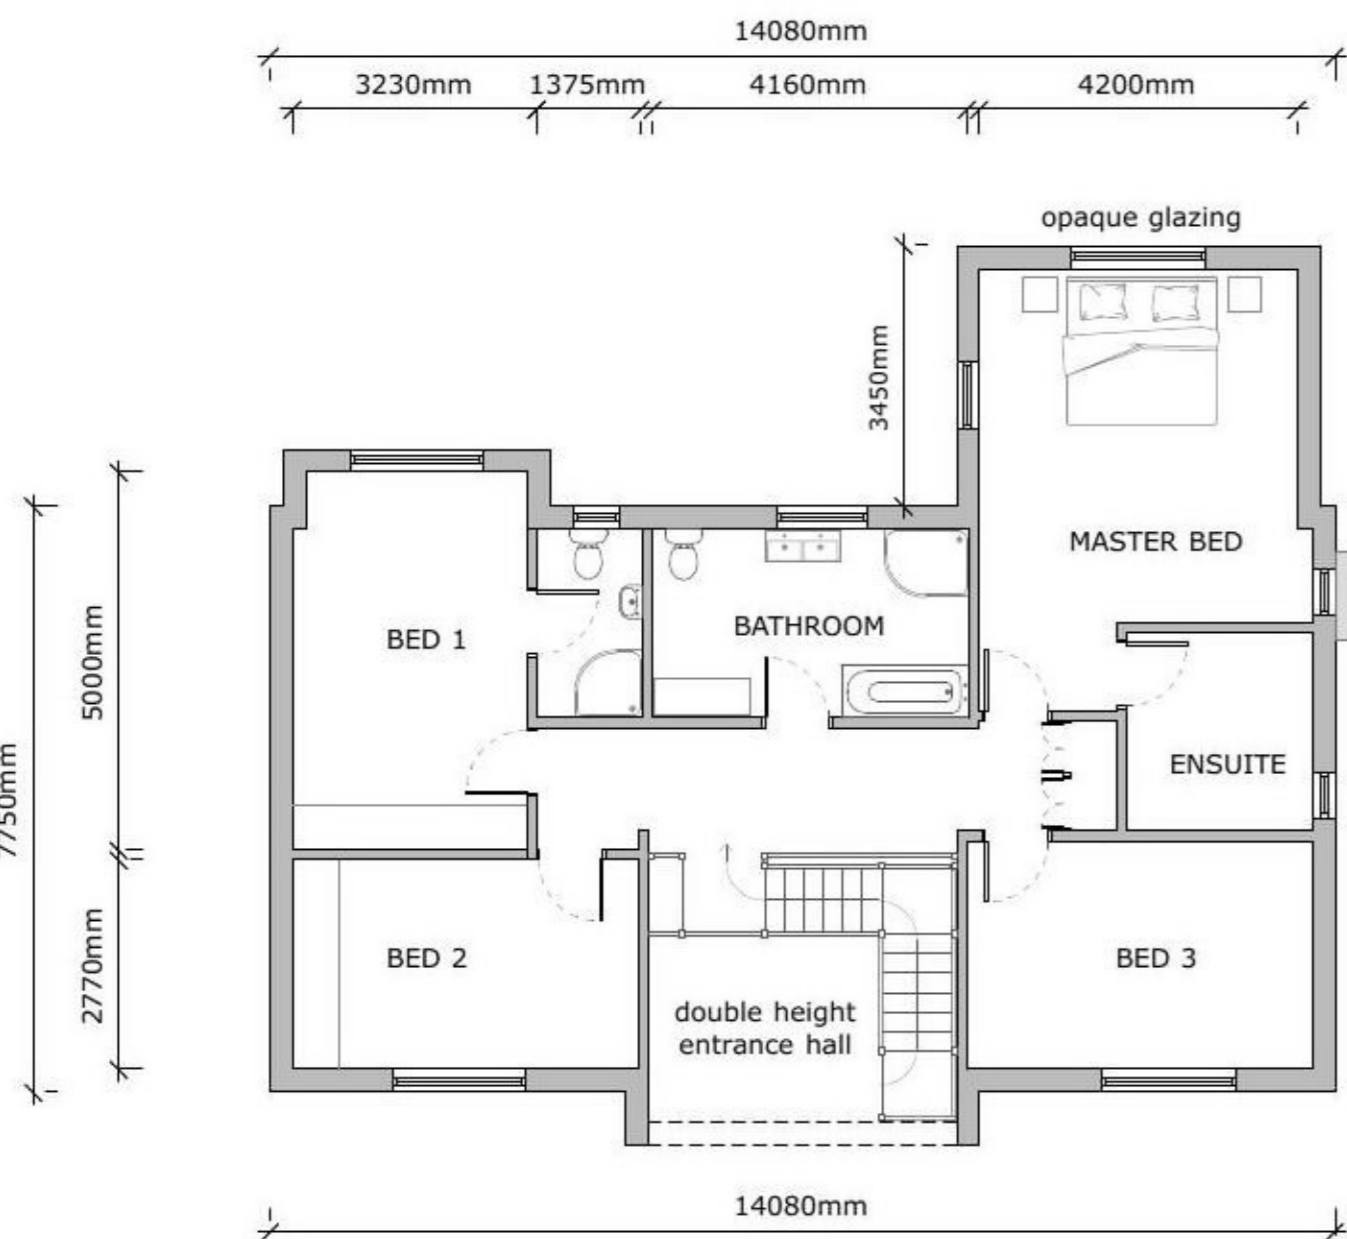 14080mm
3230mm 1375mm 4160mm 4200mm
opaque glazing
3450mm
MASTER BED
BED 1
BATHROOM
5000mm
ENSUITE
7750mm
BED 2
BED 3
2770mm
double height
entrance hall
14080mm